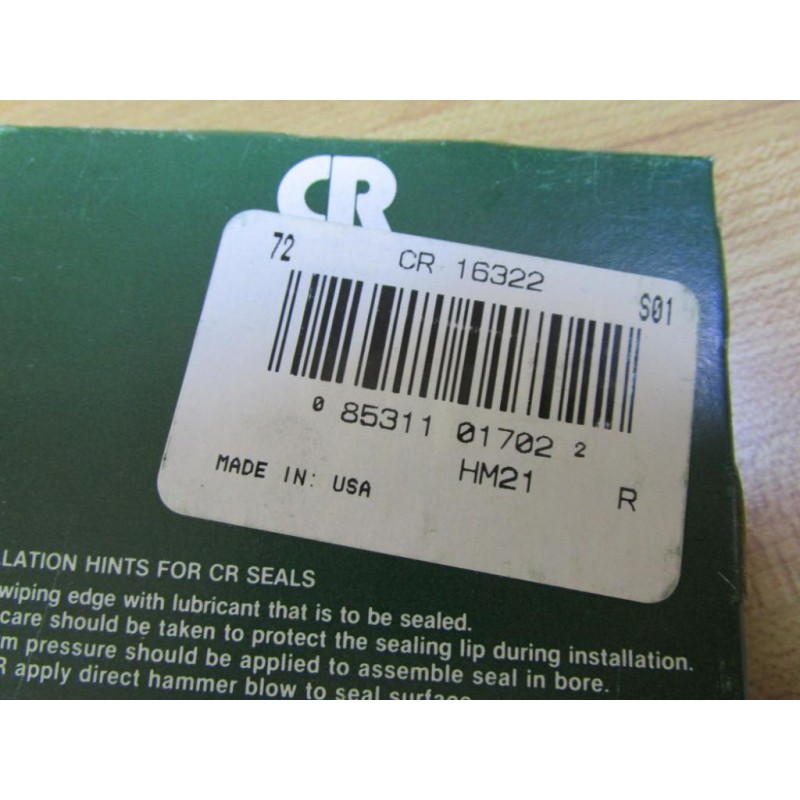 CR
72 CR 16322 S01
0 85311 01702 2
MADE IN: USA HM21 R
LATION HINTS FOR CR SEALS
wiping edge with lubricant that is to be sealed.
care should be taken to protect the sealing lip during installation.
m pressure should be applied to assemble seal in bore.
R apply direct hammer blow to seal surface